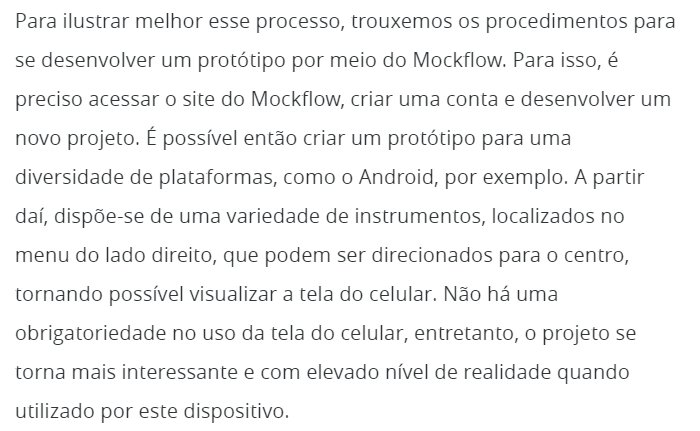 Para ilustrar melhor esse processo, trouxemos os procedimentos para
se desenvolver um protótipo por meio do Mockflow. Para isso, é
preciso acessar o site do Mockflow, criar uma conta e desenvolver um
novo projeto. É possível então criar um protótipo para uma
diversidade de plataformas, como o Android, por exemplo. A partir
daí, dispõe-se de uma variedade de instrumentos, localizados no
menu do lado direito, que podem ser direcionados para o centro,
tornando possível visualizar a tela do celular. Não há uma
obrigatoriedade no uso da tela do celular, entretanto, o projeto se
torna mais interessante e com elevado nível de realidade quando
utilizado por este dispositivo.